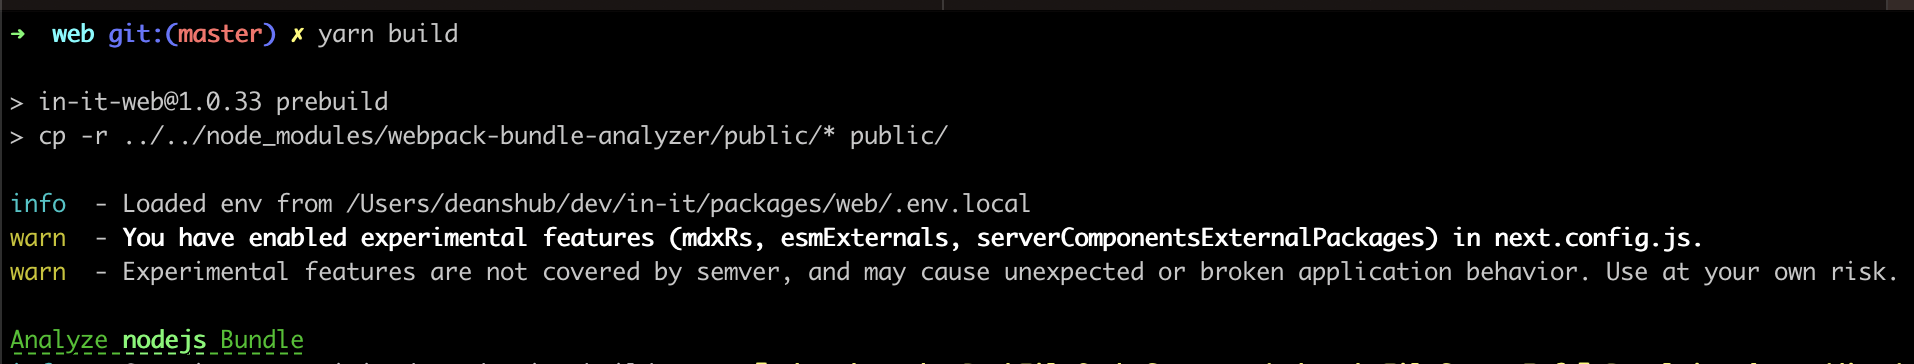 ➜  web git:(master) ✗ yarn build
> in-it-web@1.0.33 prebuild
> cp -r ../../node_modules/webpack-bundle-analyzer/public/* public/
info  - Loaded env from /Users/deanshub/dev/in-it/packages/web/.env.local
warn  - You have enabled experimental features (mdxRs, esmExternals, serverComponentsExternalPackages) in next.config.js.
warn  - Experimental features are not covered by semver, and may cause unexpected or broken application behavior. Use at your own risk.
Analyze nodejs Bundle